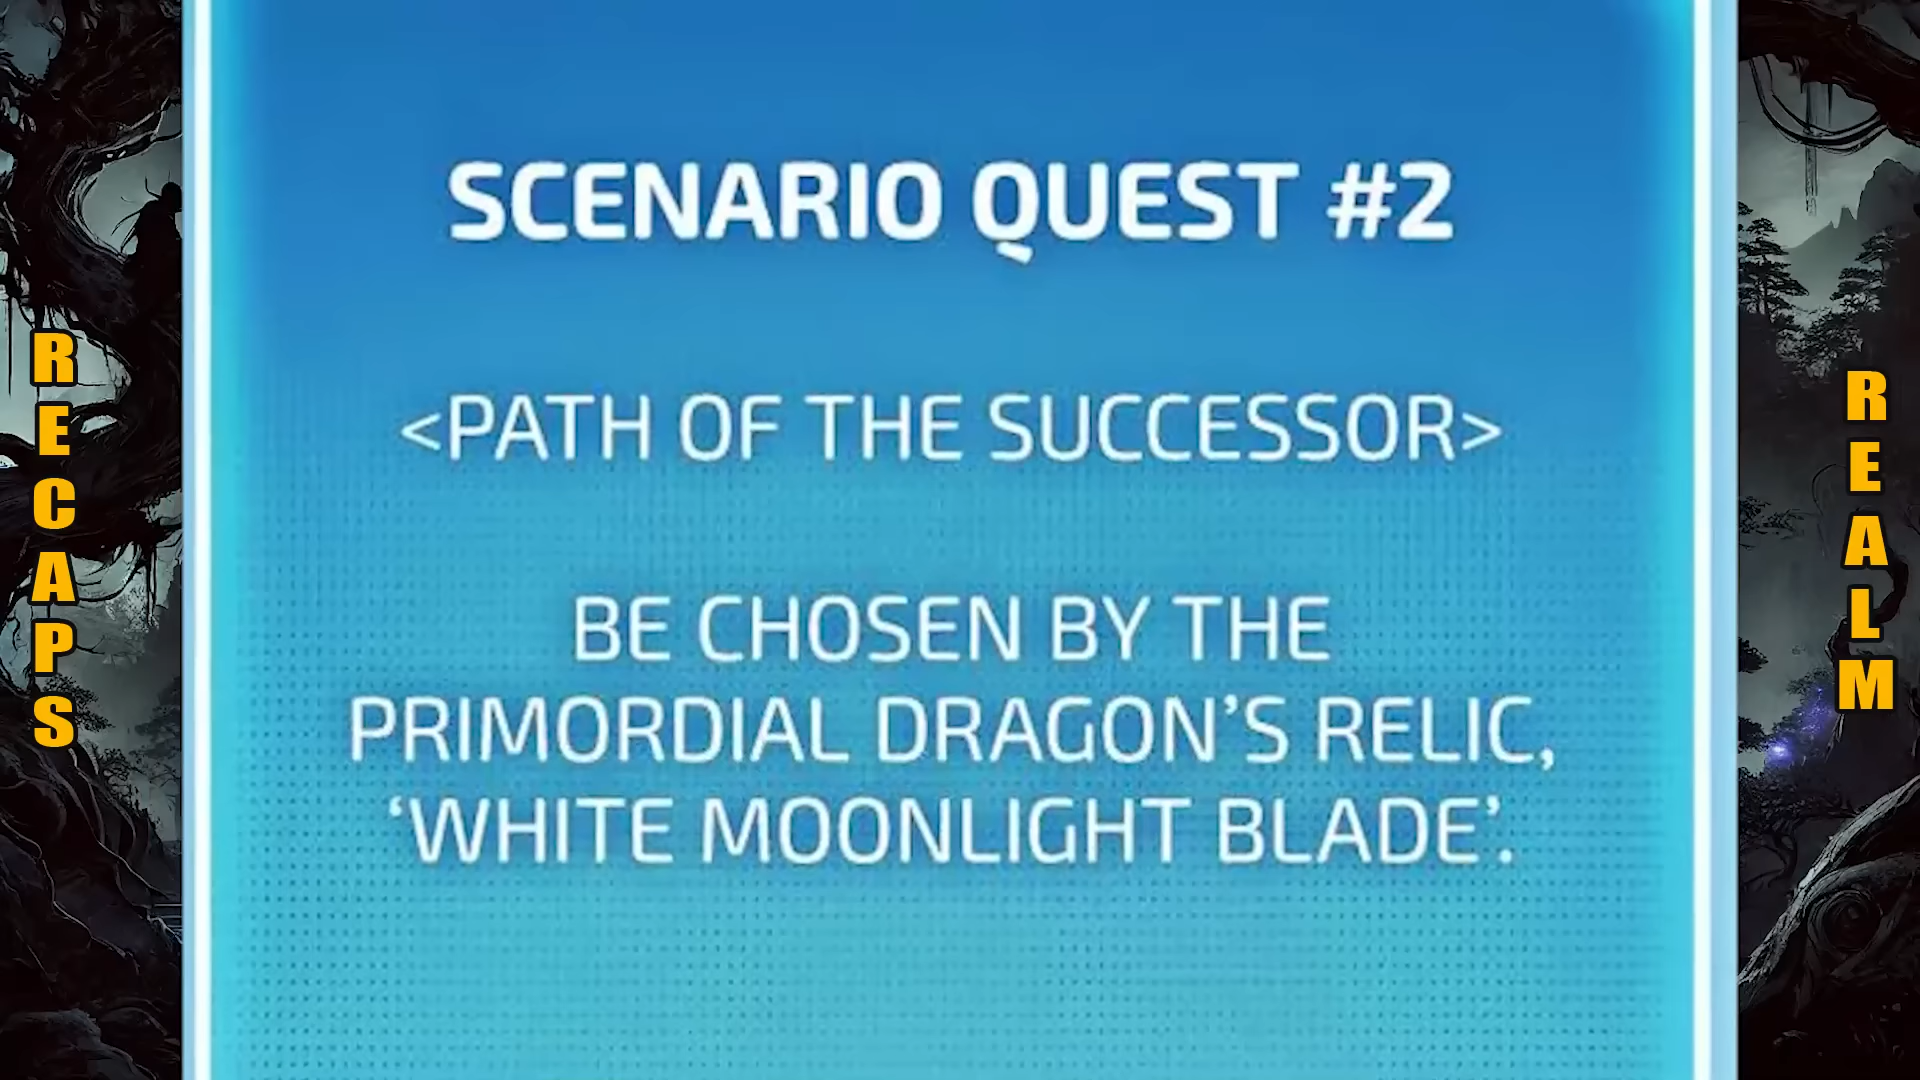 SCENARIO QUEST #2
<PATH OF THE SUCCESSOR>
BE CHOSEN BY THE
PRIMORDIAL DRAGON’S RELIC,
‘WHITE MOONLIGHT BLADE’.
RECAPS
REALM